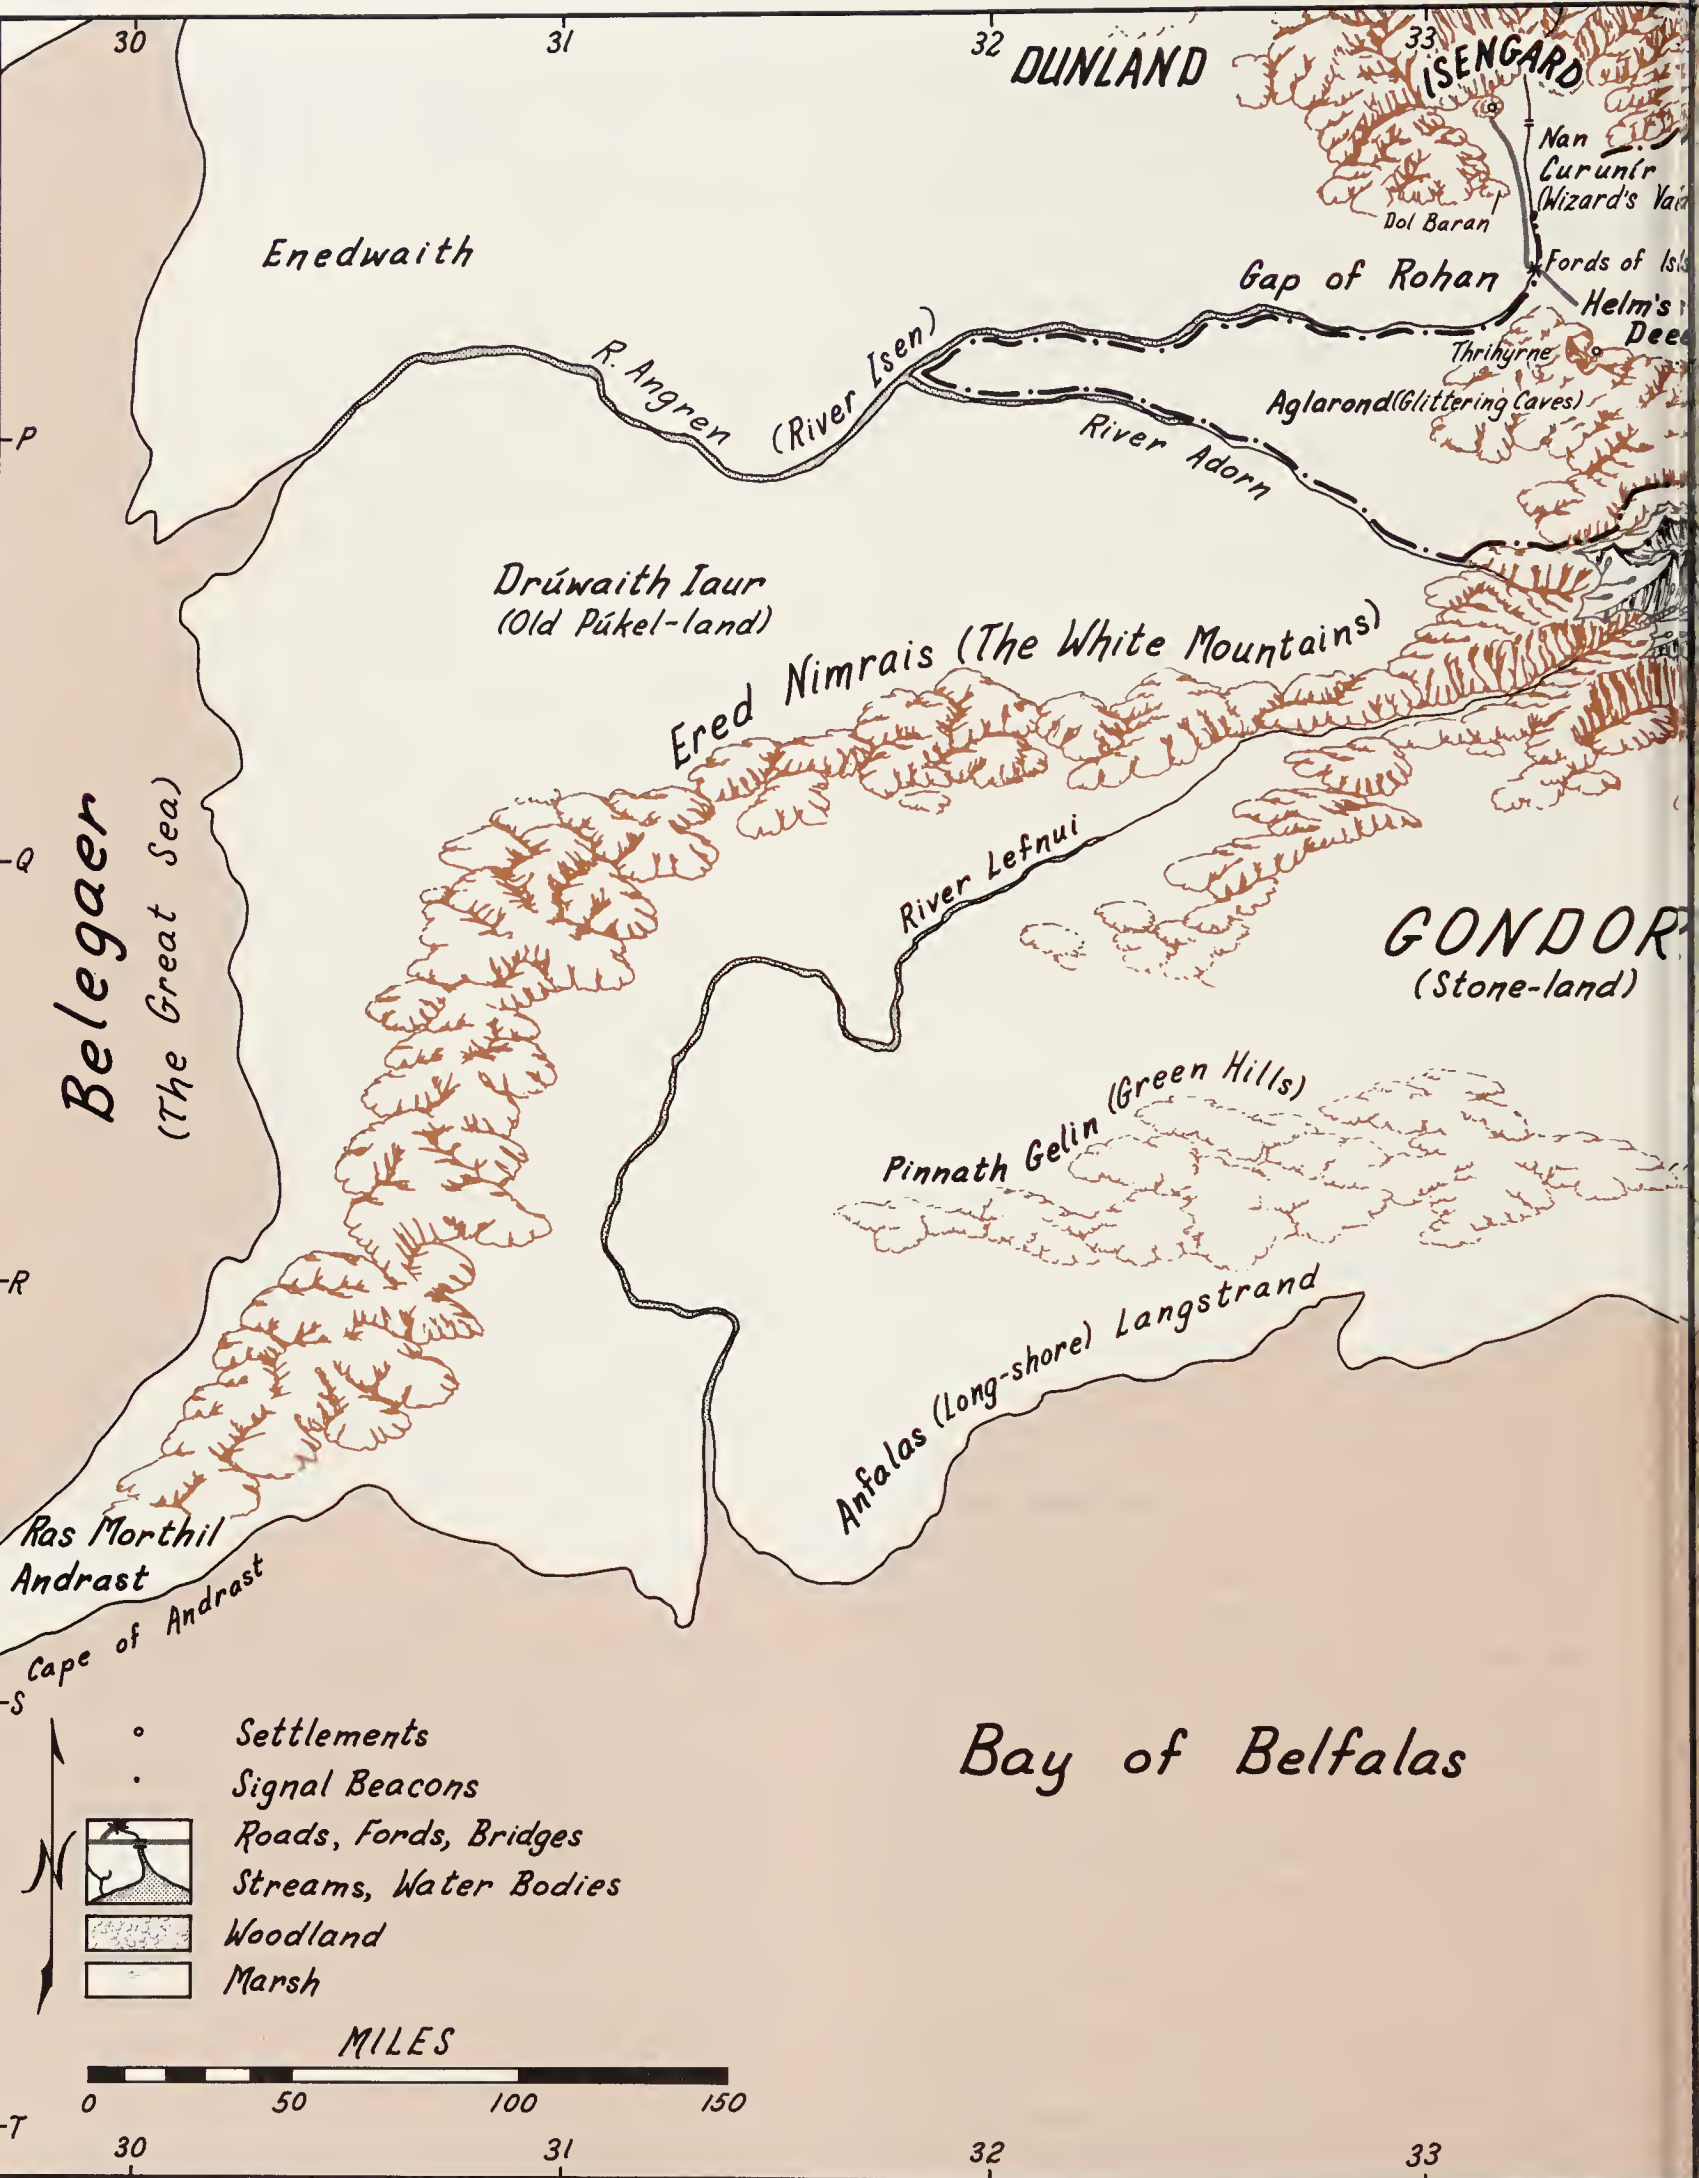 30
31
32
33
DUNLAND
ISENGARD
Nan
Curunír
(Wizard's
Dol Baran
Enedwaith
Gap of Rohan
Fords of
Helm's
Thrihyrne
R. Angren
(River Isen)
Aglarond (Glittering Caves)
River Adorn
P
Drúwaith Iaur
(Old Púkel-land)
Ered Nimrais (The White Mountains)
Belegaer
(The Great Sea)
Q
River Lefnui
GONDOR
(Stone-land)
Pinnath Gelin (Green Hills)
R
Anfalas (Long-shore) Langstrand
Ras Morthil
Andrast
Cape of Andrast
S
Bay of Belfalas
N
Settlements
Signal Beacons
Roads, Fords, Bridges
Streams, Water Bodies
Woodland
Marsh
MILES
0 50 100 150
T
30
31
32
33